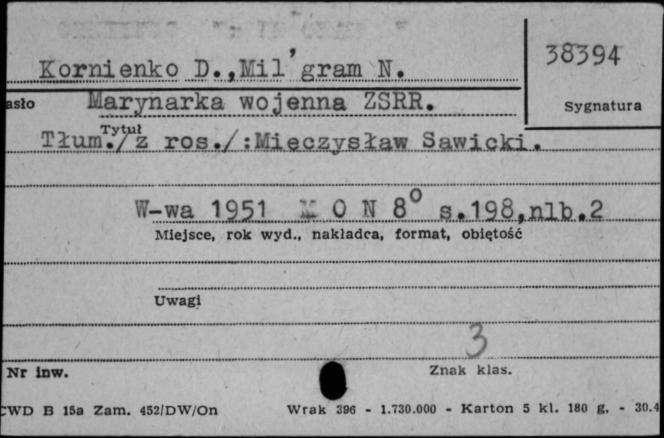 38394
Kornienko D.,Mil'gram N.
asło Marynarka wojenna ZSRR. Sygnatura
Tytuł
Tłum./z ros./:Mieczysław Sawicki.
W-wa 1951 M O N 8° s.198,nlb.2
Miejsce, rok wyd., nakładca, format, objętość
Uwagi
3
Nr inw. Znak klas.
CWD B 15a Zam. 452/DW/On Wrak 396 - 1.730.000 - Karton 5 kl. 180 g. - 30.4